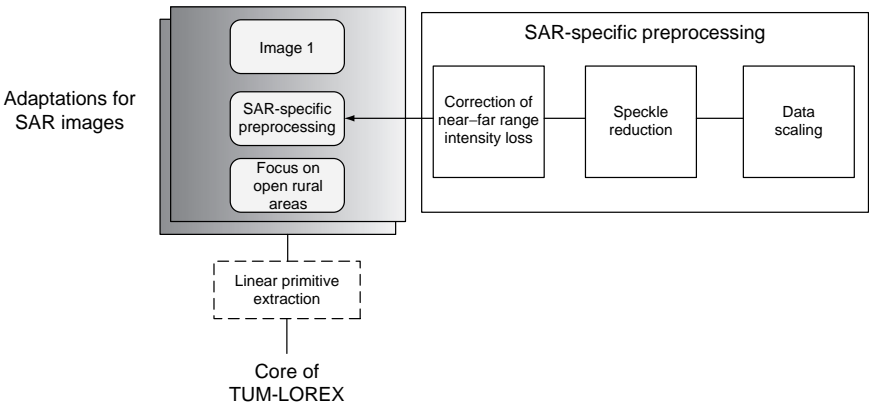 Adaptations for
SAR images
Image 1
SAR-specific
preprocessing
Focus on
open rural
areas
SAR-specific preprocessing
Correction of
near–far range
intensity loss
Speckle
reduction
Data
scaling
Linear primitive
extraction
Core of
TUM-LOREX